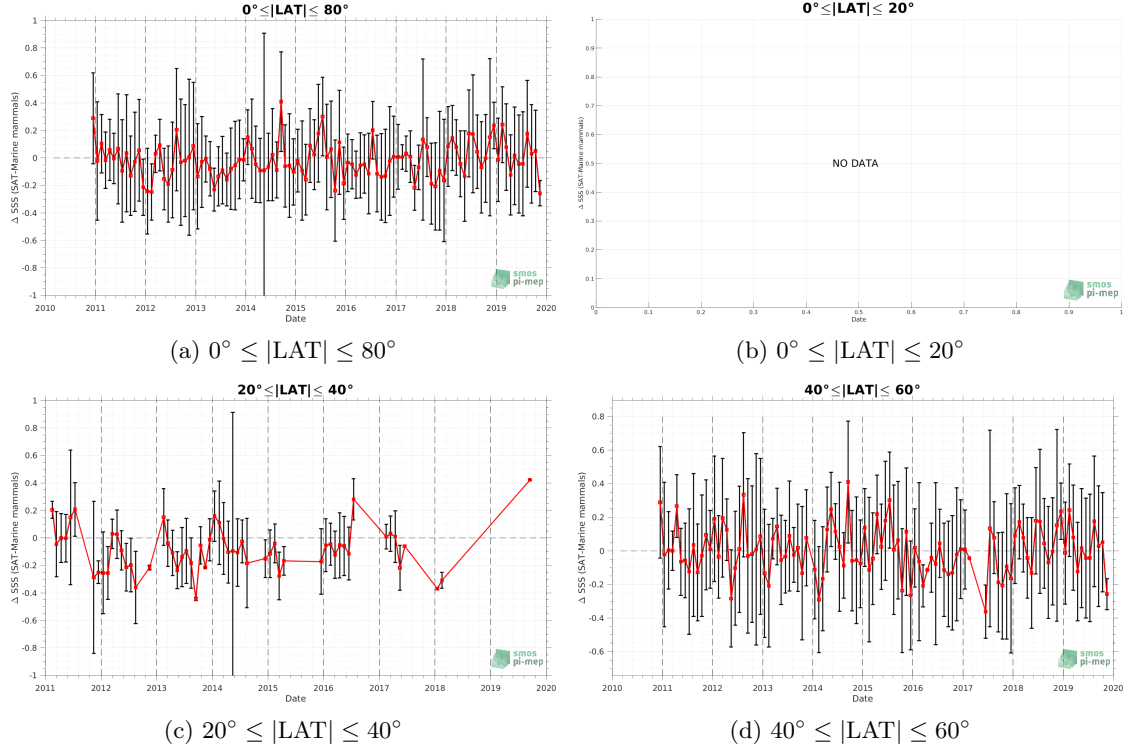 0°≤|LAT|≤ 80°
1
0.8
0.6
0.4
0.2
0
-0.2
-0.4
-0.6
-0.8
-1
Δ SSS (SAT-Marine mammals)
2010 2011 2012 2013 2014 2015 2016 2017 2018 2019 2020
Date
smos
pi-mep
(a) 0° ≤ |LAT| ≤ 80°
0°≤|LAT|≤ 20°
1
0.9
0.8
0.7
0.6
0.5
0.4
0.3
0.2
0.1
0
Δ SSS (SAT-Marine mammals)
NO DATA
0 0.1 0.2 0.3 0.4 0.5 0.6 0.7 0.8 0.9 1
Date
smos
pi-mep
(b) 0° ≤ |LAT| ≤ 20°
20°≤|LAT|≤ 40°
1
0.8
0.6
0.4
0.2
0
-0.2
-0.4
-0.6
-0.8
-1
Δ SSS (SAT-Marine mammals)
2011 2012 2013 2014 2015 2016 2017 2018 2019 2020
Date
smos
pi-mep
(c) 20° ≤ |LAT| ≤ 40°
40°≤|LAT|≤ 60°
0.8
0.6
0.4
0.2
0
-0.2
-0.4
-0.6
Δ SSS (SAT-Marine mammals)
2010 2011 2012 2013 2014 2015 2016 2017 2018 2019 2020
Date
smos
pi-mep
(d) 40° ≤ |LAT| ≤ 60°